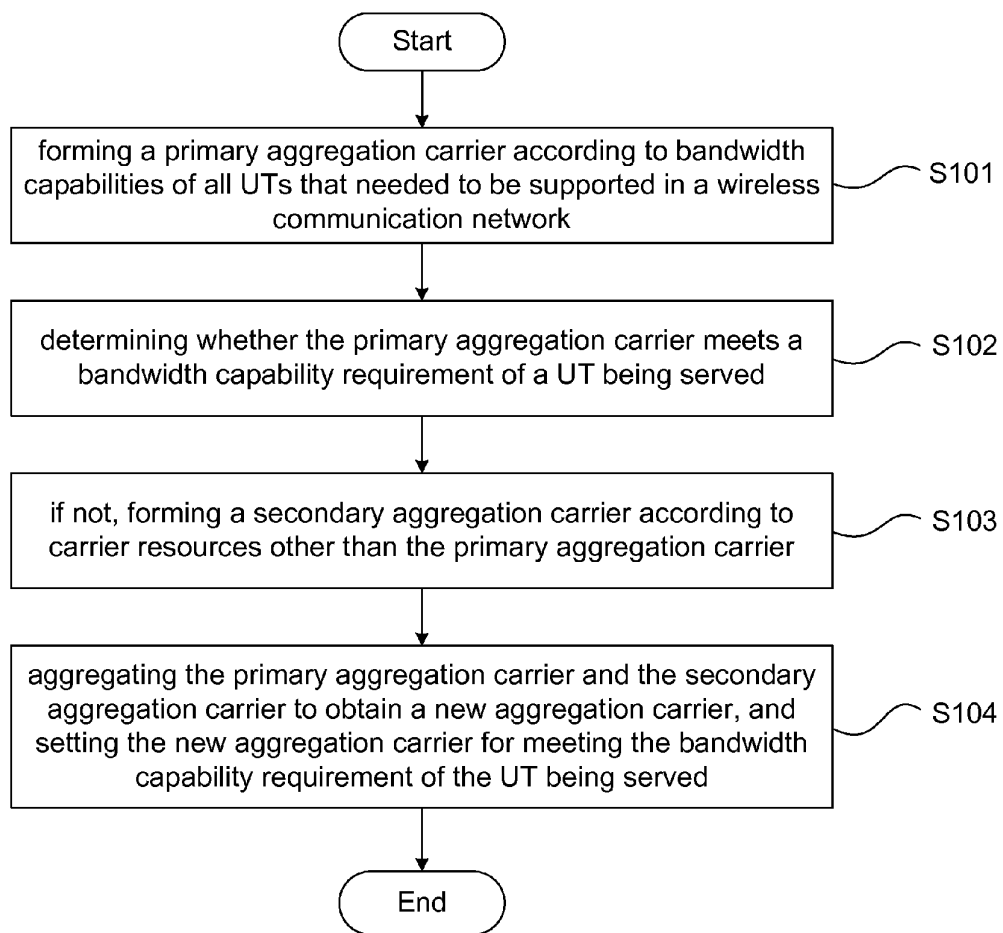 Start
forming a primary aggregation carrier according to bandwidth
capabilities of all UTs that needed to be supported in a wireless
communication network
S101
determining whether the primary aggregation carrier meets a
bandwidth capability requirement of a UT being served
S102
if not, forming a secondary aggregation carrier according to
carrier resources other than the primary aggregation carrier
S103
aggregating the primary aggregation carrier and the secondary
aggregation carrier to obtain a new aggregation carrier, and
setting the new aggregation carrier for meeting the bandwidth
capability requirement of the UT being served
S104
End